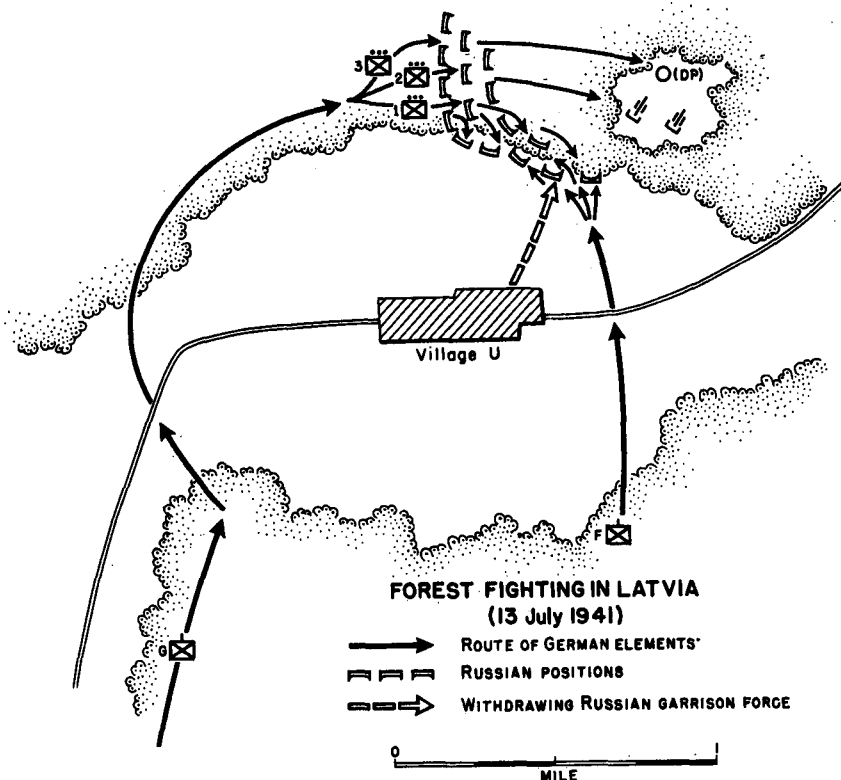 3
2
1
O(DP)
Village U
F
G
FOREST FIGHTING IN LATVIA
(13 July 1941)
ROUTE OF GERMAN ELEMENTS
RUSSIAN POSITIONS
WITHDRAWING RUSSIAN GARRISON FORCE
0 1
MILE